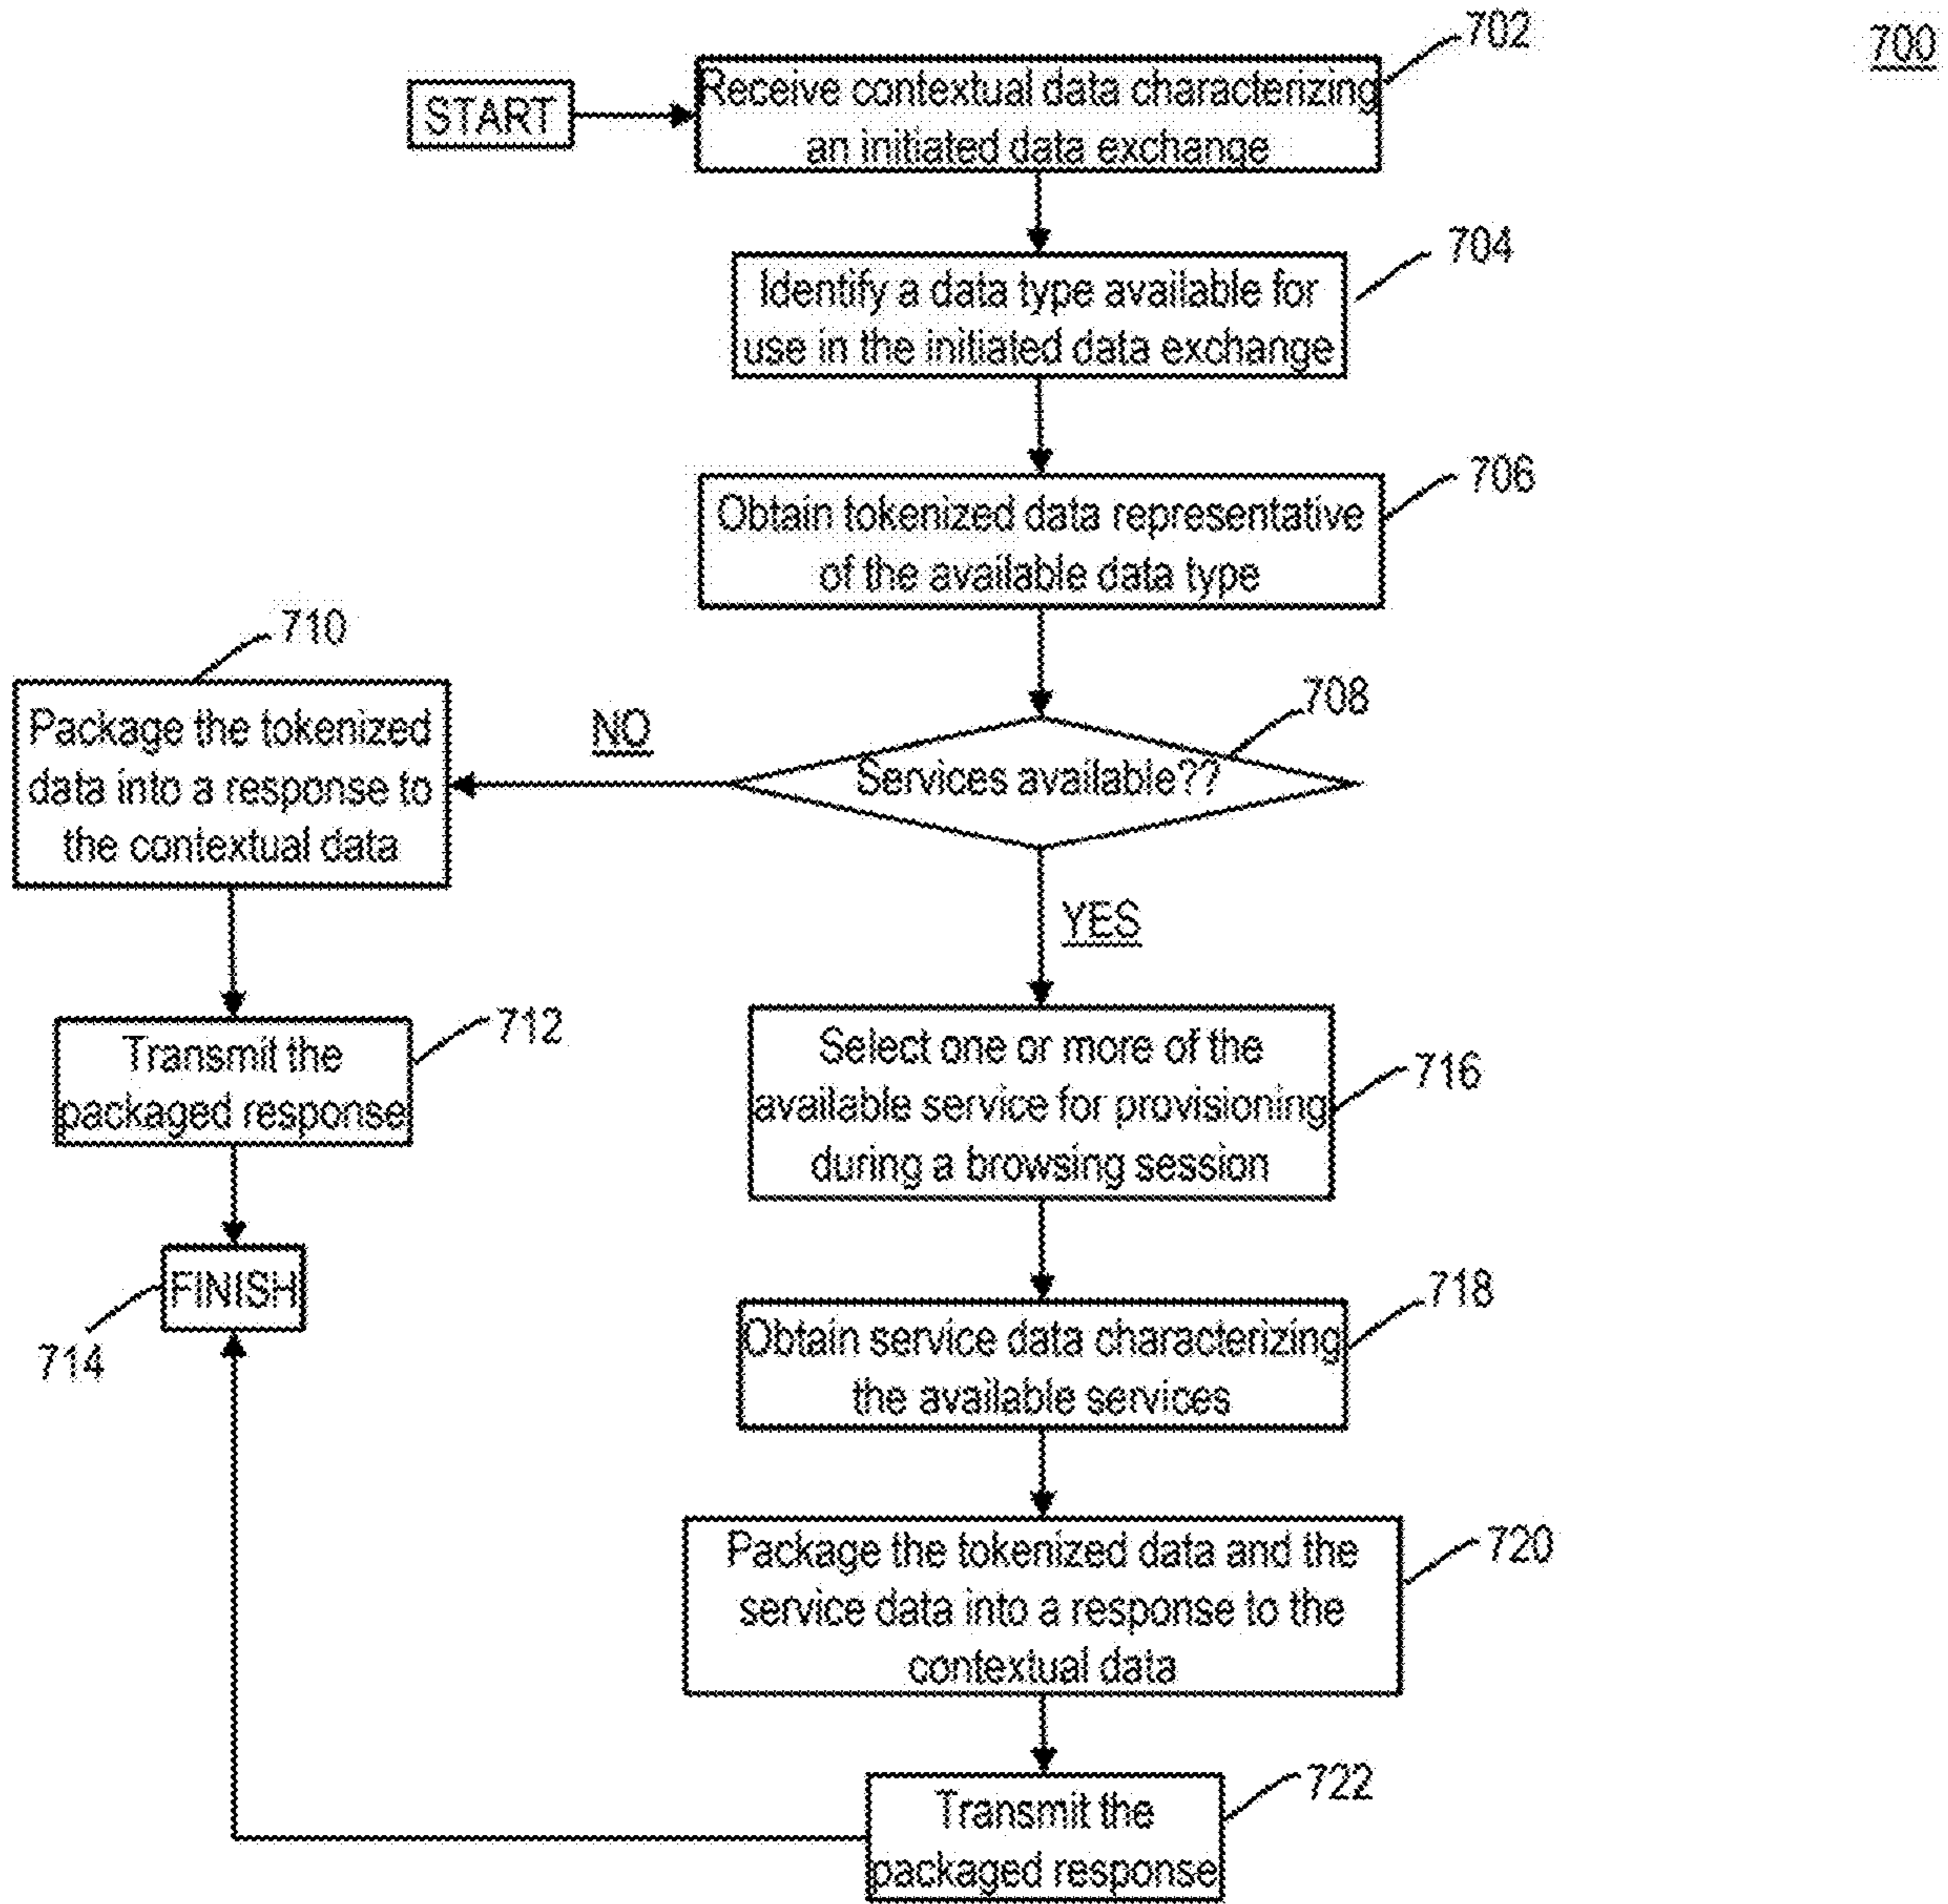 700
702
START
Receive contextual data characterizing
an initiated data exchange
704
Identify a data type available for
use in the initiated data exchange
706
Obtain tokenized data representative
of the available data type
708
Services available??
NO
710
Package the tokenized
data into a response to
the contextual data
712
Transmit the
packaged response
FINISH
714
YES
716
Select one or more of the
available service for provisioning
during a browsing session
718
Obtain service data characterizing
the available services
720
Package the tokenized data and the
service data into a response to the
contextual data
722
Transmit the
packaged response